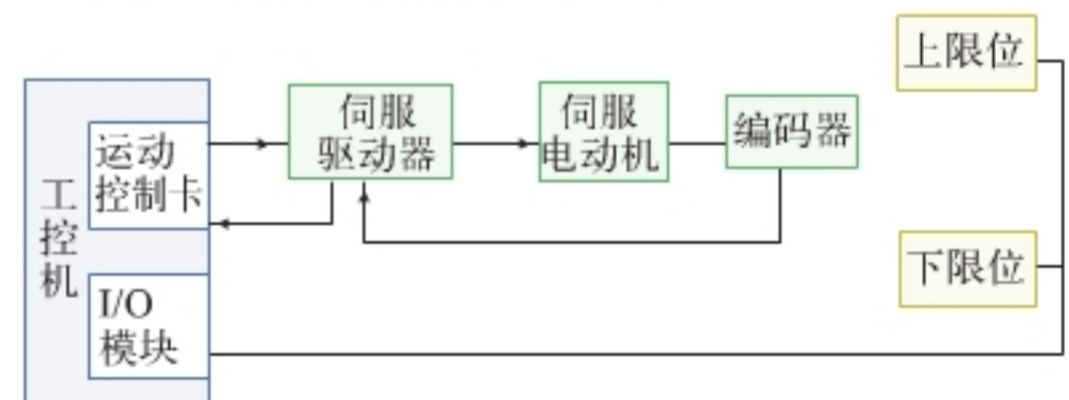 上限位
伺服
驱动器
伺服
电动机
编码器
运动
控制卡
工
控
机
下限位
I/O
模块